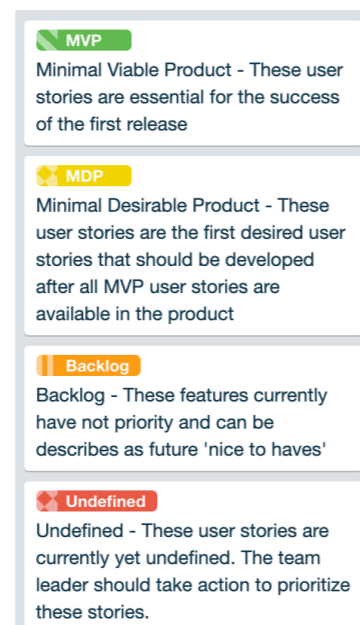 MVP
Minimal Viable Product - These user
stories are essential for the success
of the first release
MDP
Minimal Desirable Product - These
user stories are the first desired user
stories that should be developed
after all MVP user stories are
available in the product
Backlog
Backlog - These features currently
have not priority and can be
describes as future 'nice to haves'
Undefined
Undefined - These user stories are
currently yet undefined. The team
leader should take action to prioritize
these stories.